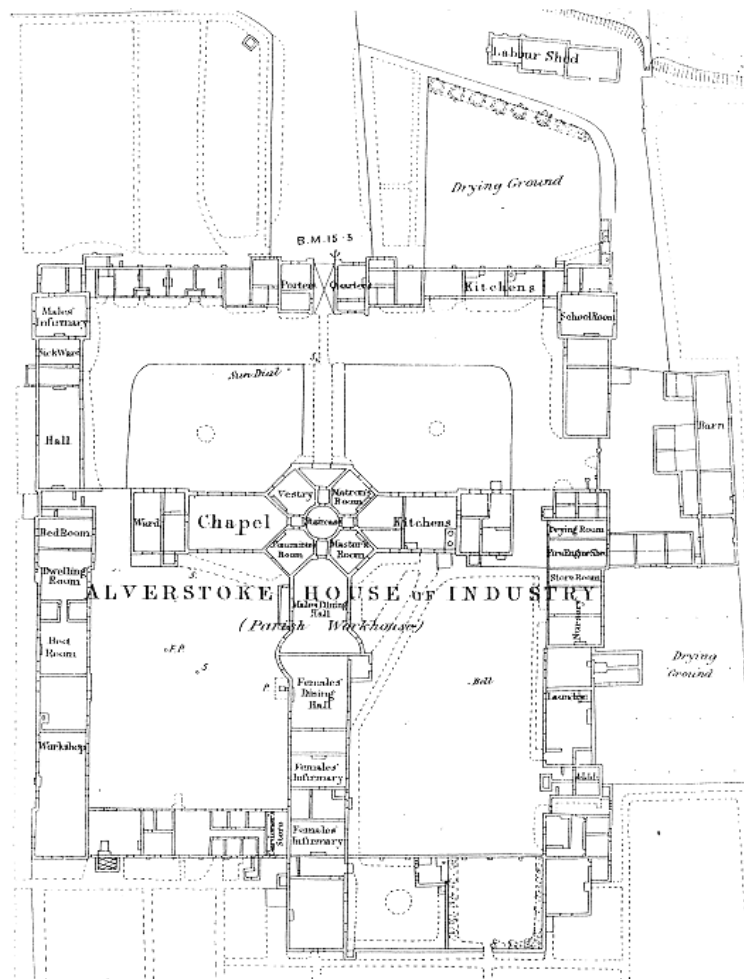 Labour Shed
Drying Ground
B.M. 15·3
Porter's Quarters
Kitchens
Males'
Infirmary
School Room
Sick Ward
Sun Dial
S.
Hall
Barn
Vestry
Matron's
Room
Ward
Chapel
Staircase
Kitchens
Bed Room
Room
Master's
Room
Drying Room
Fire Engine Shed
Dwelling
Room
Store Room
ALVERSTOKE HOUSE OF INDUSTRY
S.
Males Dining
Hall
(Parish Workhouse)
Nursery
Best
Room
P.P.
S
Drying
Ground
Bell
P.
Females'
Dining
Hall
Laundry
Workshop
Females'
Infirmary
Store
Females'
Infirmary